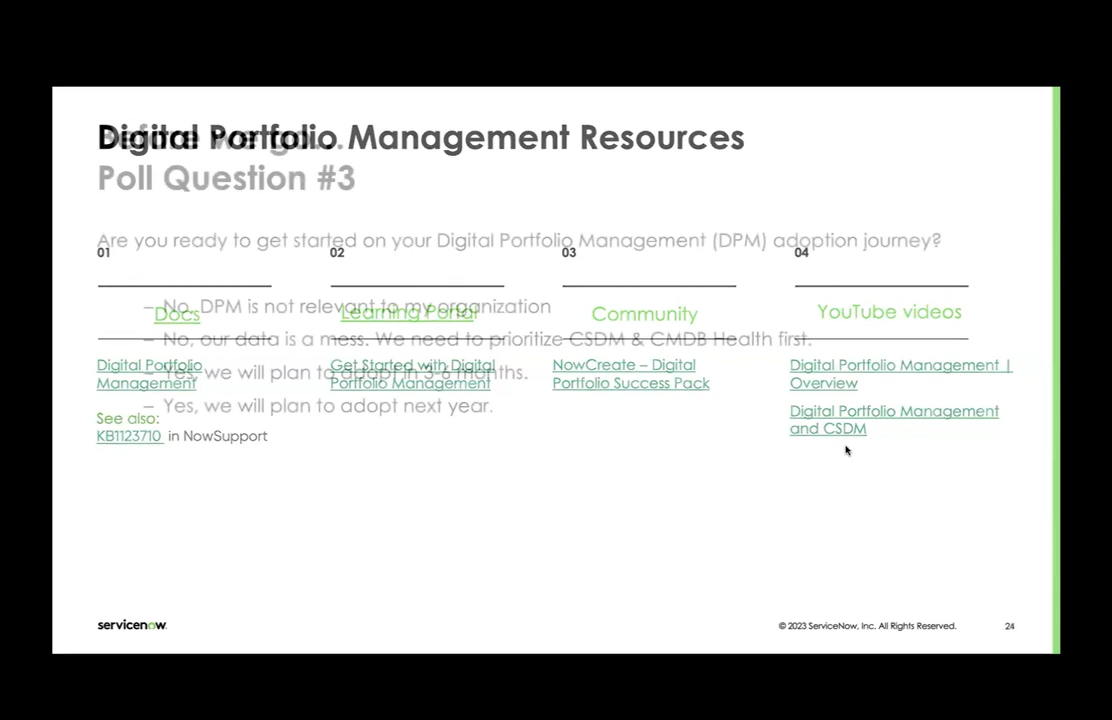 Digital Portfolio Management Resources
Poll Question #3
Are you ready to get started on your Digital Portfolio Management (DPM) adoption journey?
– No, DPM is not relevant to my organization
– No, our data is a mess. We need to prioritize CSDM & CMDB Health first.
– Yes, we will plan to adopt in 3-6 months.
– Yes, we will plan to adopt next year.
01
Docs
Digital Portfolio
Management
See also:
KB1123710 in NowSupport
02
Learning Portal
Get Started with Digital
Portfolio Management
03
Community
NowCreate – Digital
Portfolio Success Pack
04
YouTube videos
Digital Portfolio Management |
Overview
Digital Portfolio Management
and CSDM
servicenow
© 2023 ServiceNow, Inc. All Rights Reserved.
24